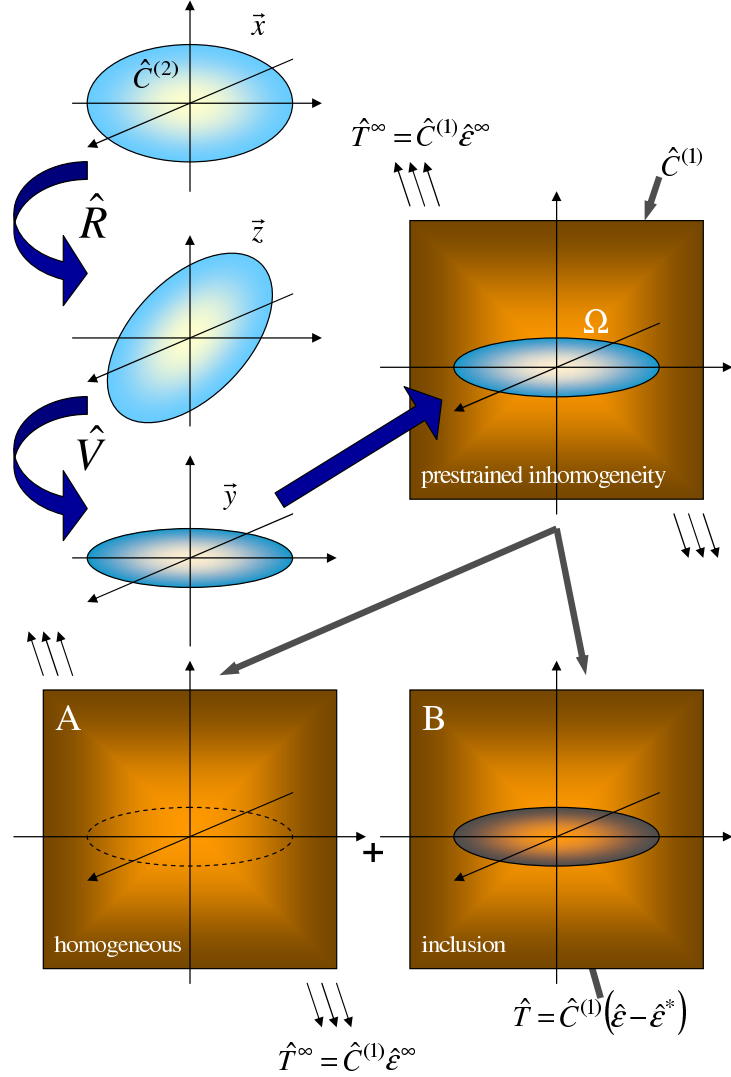 x⃗
Ĉ⁽²⁾
T̂^∞ = Ĉ⁽¹⁾ε̂^∞
Ĉ⁽¹⁾
R̂
z⃗
Ω
V̂
prestrained inhomogeneity
y⃗
A
B
+
homogeneous
inclusion
T̂ = Ĉ⁽¹⁾(ε̂ − ε̂*)
T̂^∞ = Ĉ⁽¹⁾ε̂^∞